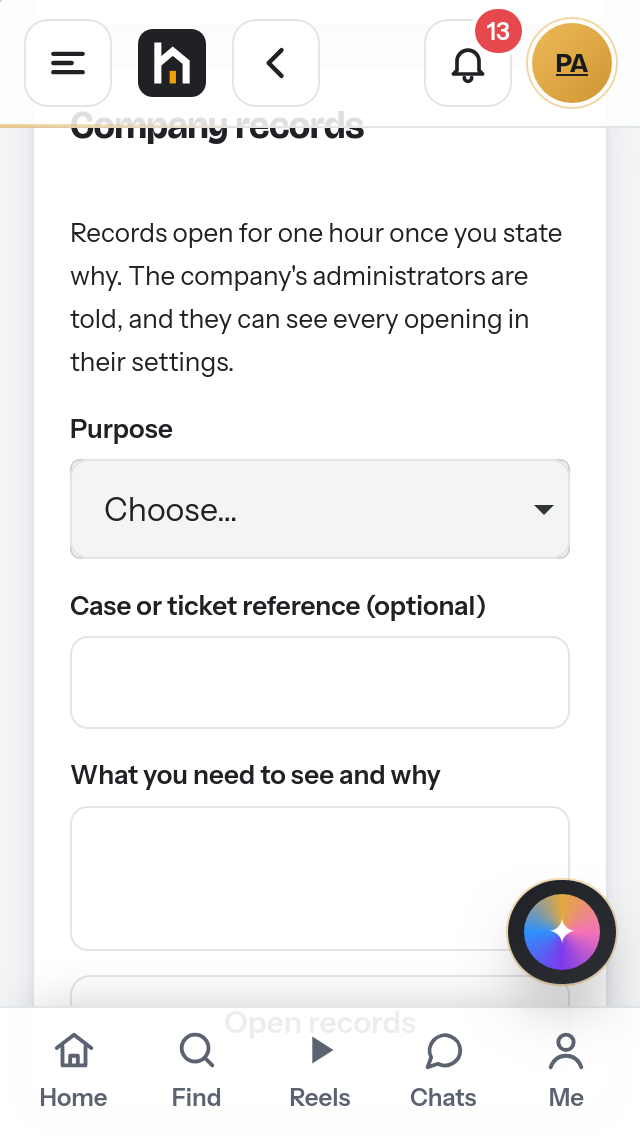 13
PA
Company records
Records open for one hour once you state
why. The company's administrators are
told, and they can see every opening in
their settings.
Purpose
Choose...
Case or ticket reference (optional)
What you need to see and why
Open records
Home
Find
Reels
Chats
Me